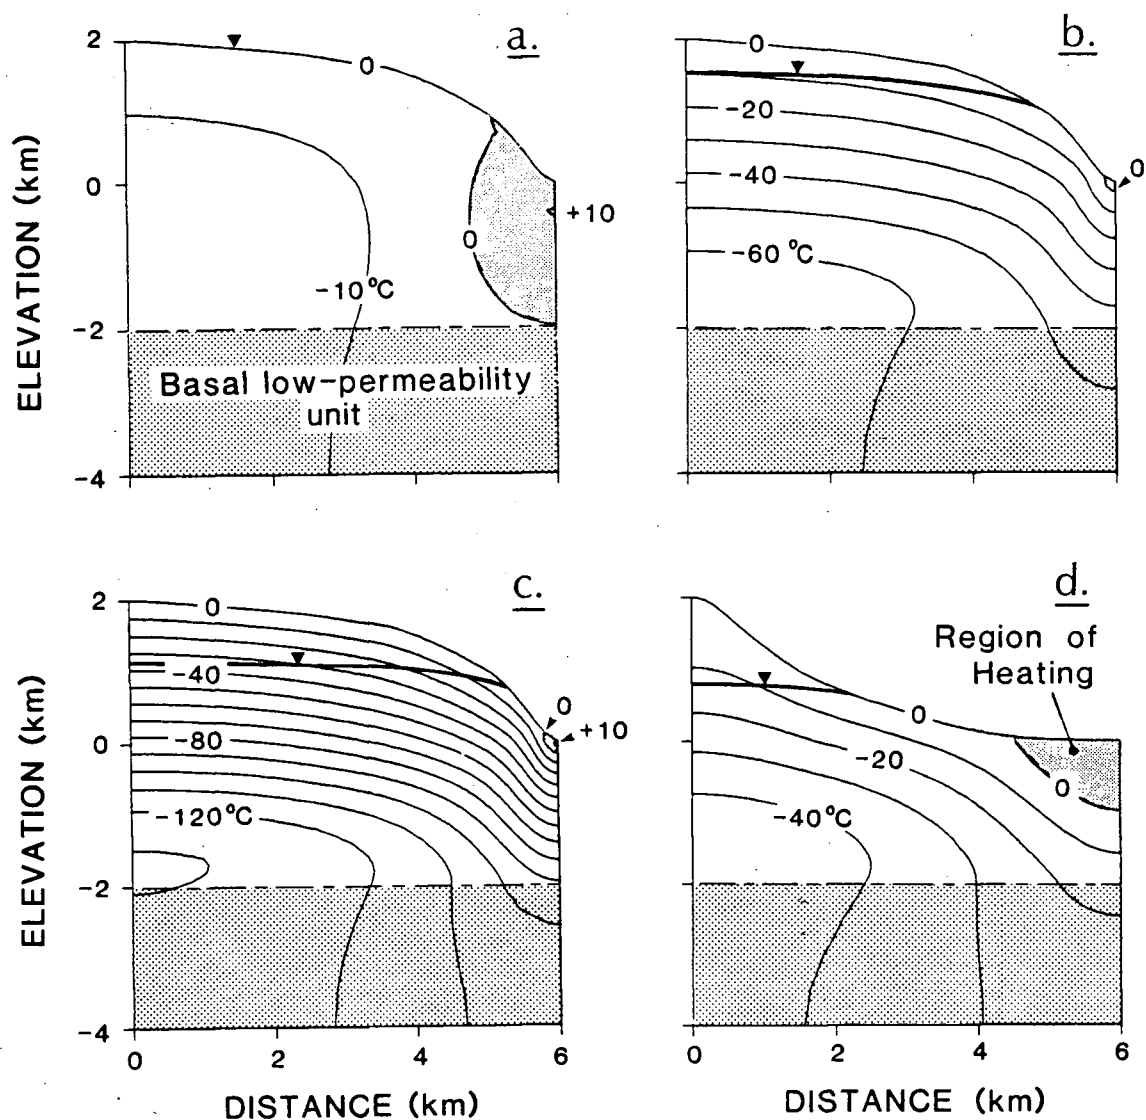 a.
2
0
0
0
+10
-10°C
-2
Basal low-permeability
unit
-4
ELEVATION (km)
b.
0
-20
-40
-60°C
0
c.
2
0
-40
-80
-120°C
0
+10
0
-2
-4
0
2
4
6
ELEVATION (km)
DISTANCE (km)
d.
Region of
Heating
0
-20
-40°C
0
0
2
4
6
DISTANCE (km)